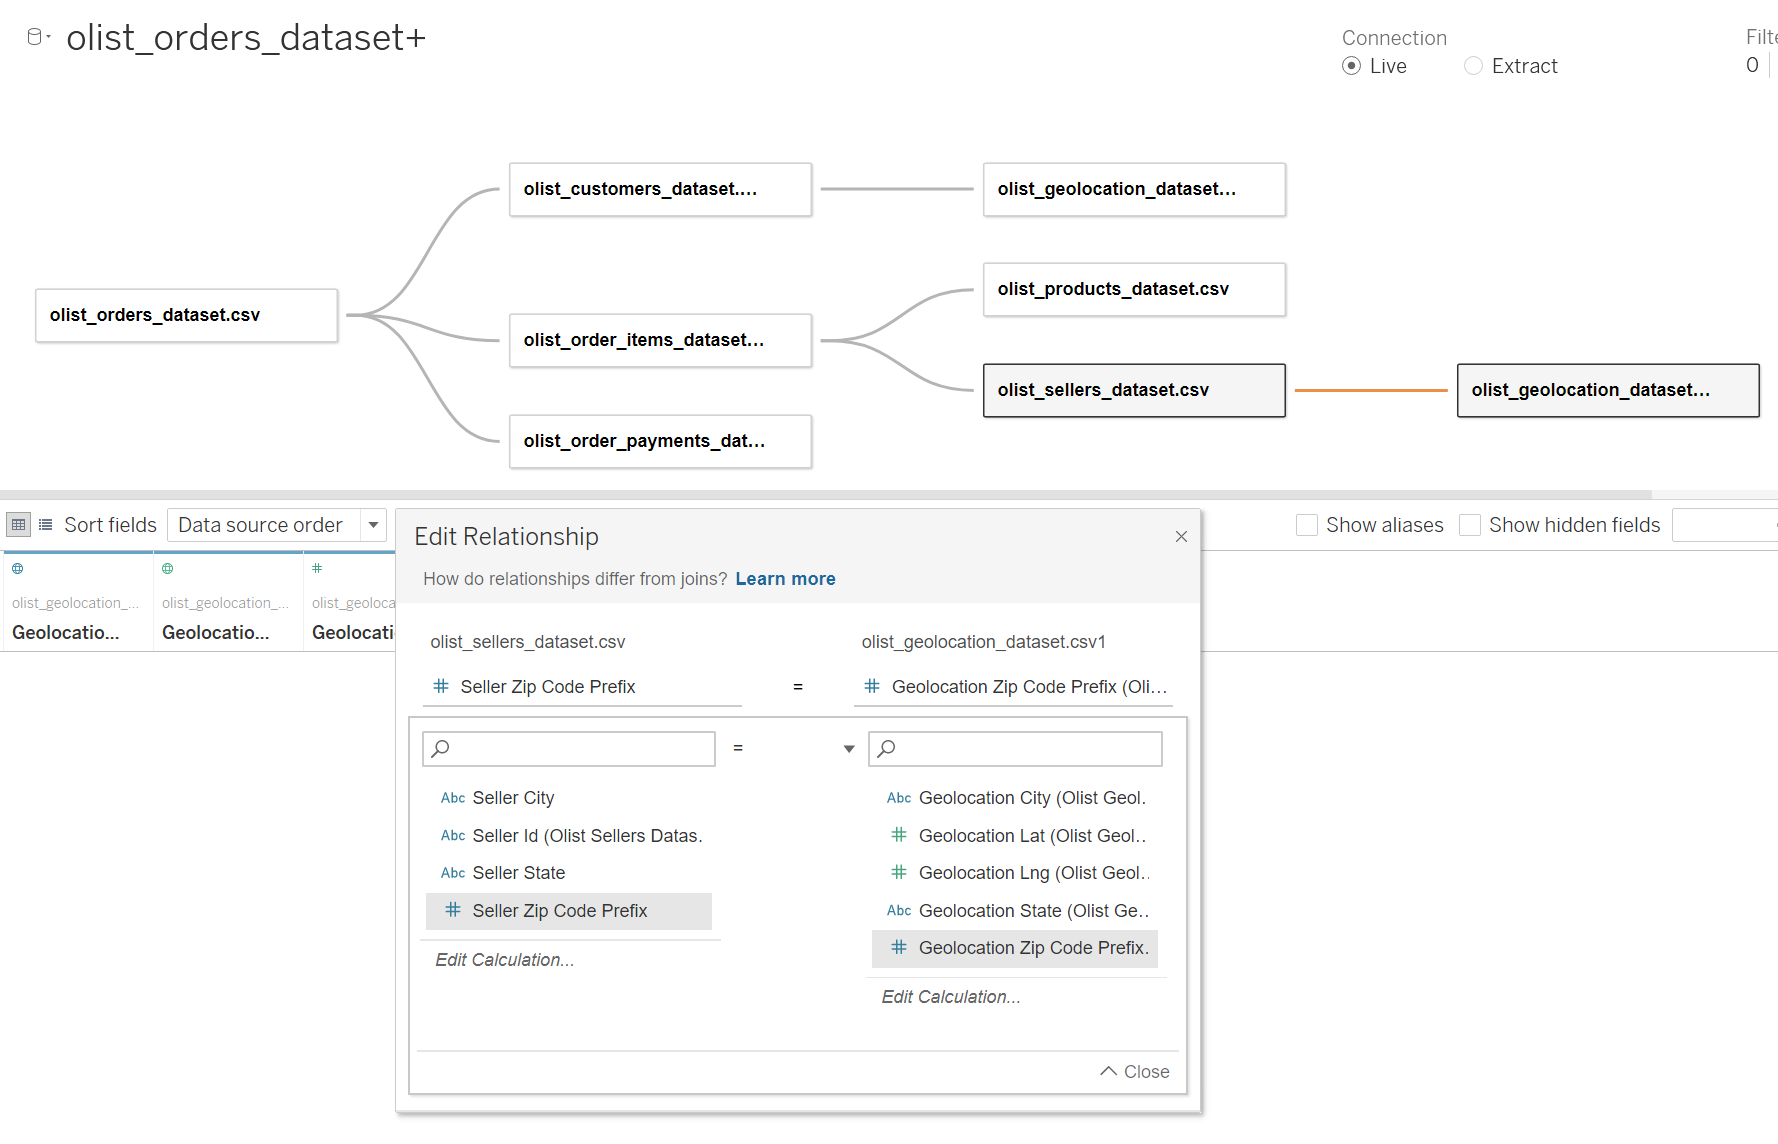 olist_orders_dataset+
Connection
Filte
Live
Extract
0
olist_customers_dataset....
olist_geolocation_dataset...
olist_products_dataset.csv
olist_orders_dataset.csv
olist_order_items_dataset...
olist_sellers_dataset.csv
olist_geolocation_dataset...
olist_order_payments_dat...
Sort fields
Data source order
Show aliases
Show hidden fields
olist_geolocation_...
olist_geolocation_...
olist_geoloca
Geolocatio...
Geolocatio...
Geolocati
Edit Relationship
How do relationships differ from joins? Learn more
olist_sellers_dataset.csv
olist_geolocation_dataset.csv1
# Seller Zip Code Prefix
=
# Geolocation Zip Code Prefix (Oli...
=
Abc Seller City
Abc Seller Id (Olist Sellers Datas.
Abc Seller State
# Seller Zip Code Prefix
Edit Calculation...
Abc Geolocation City (Olist Geol.
# Geolocation Lat (Olist Geol..
# Geolocation Lng (Olist Geol..
Abc Geolocation State (Olist Ge..
# Geolocation Zip Code Prefix.
Edit Calculation...
Close